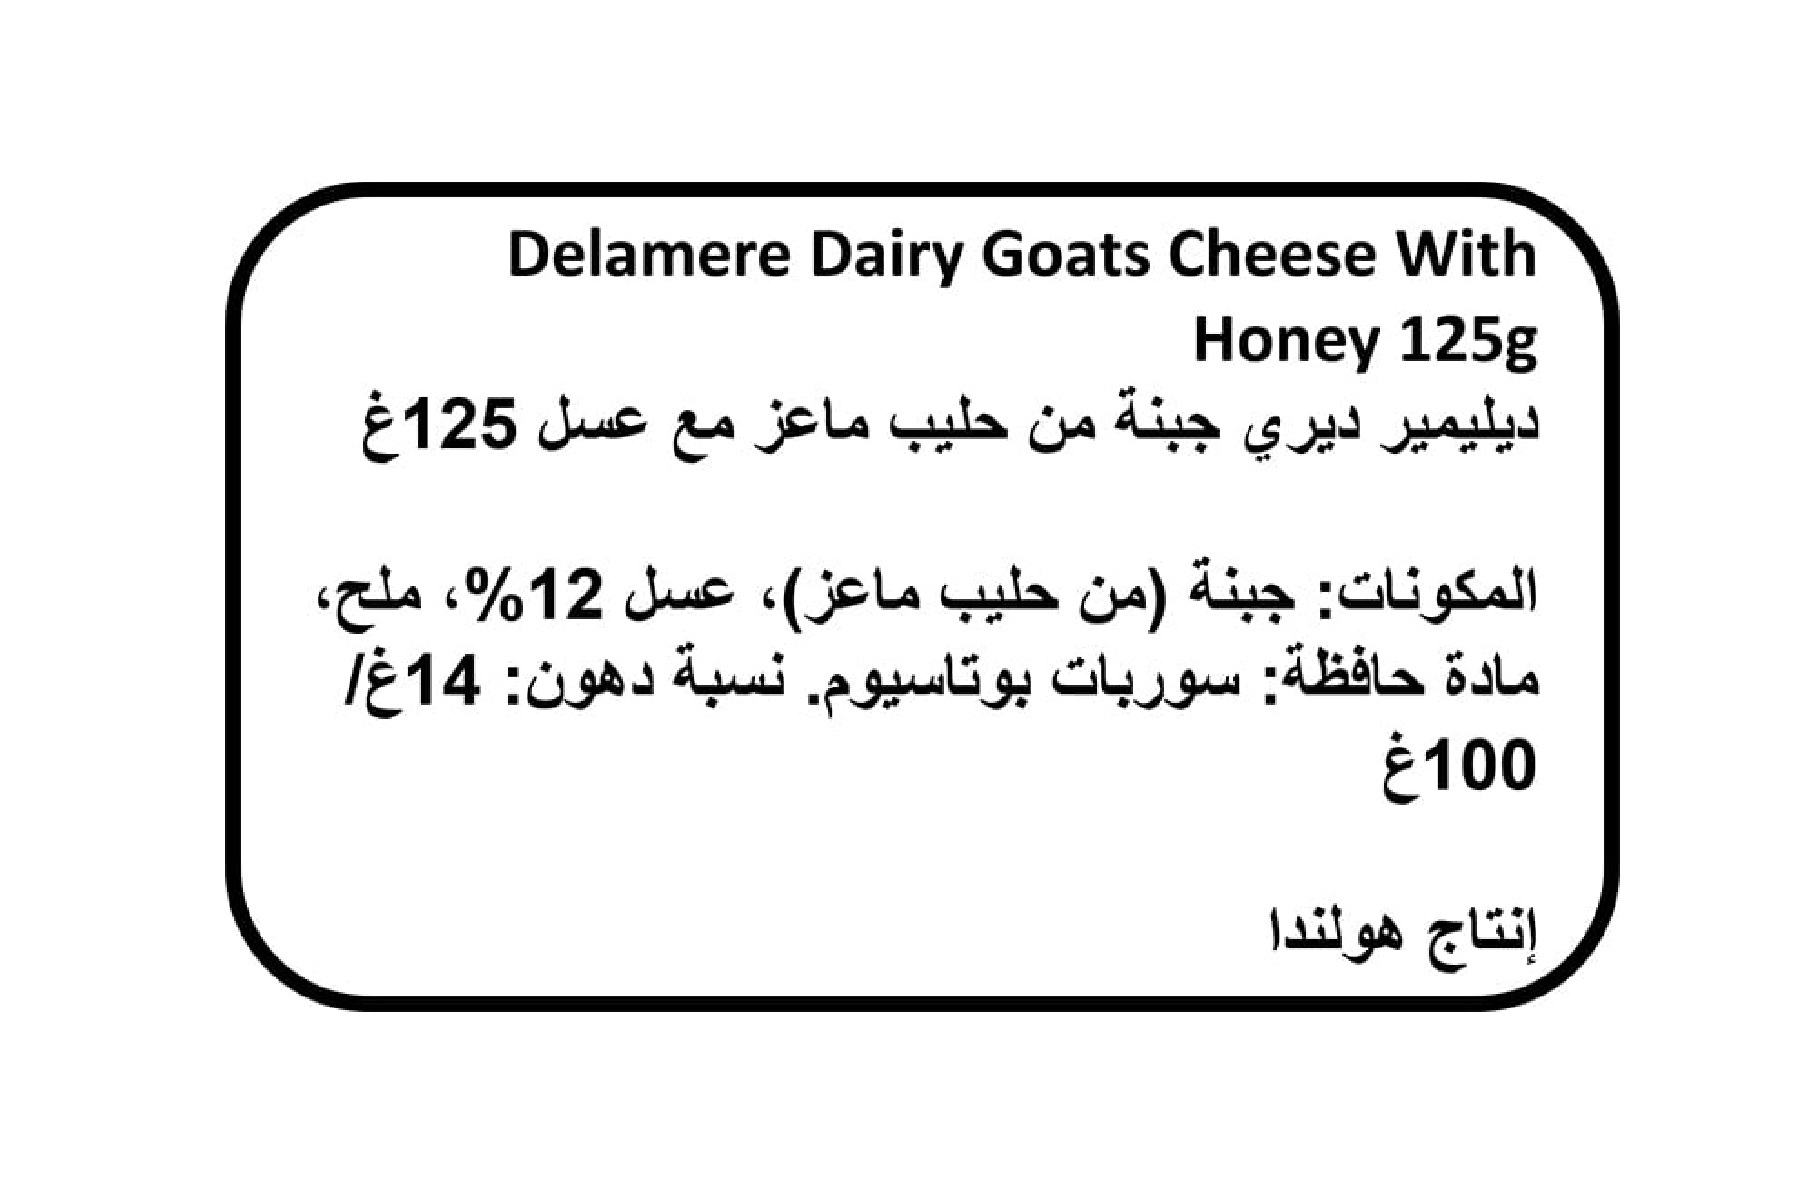 Delamere Dairy Goats Cheese With
Honey 125g
ديليمير ديري جبنة من حليب ماعز مع عسل 125غ
المكونات: جبنة (من حليب ماعز)، عسل 12%، ملح،
مادة حافظة: سوربات بوتاسيوم. نسبة دهون: 14غ/
100غ
إنتاج هولندا